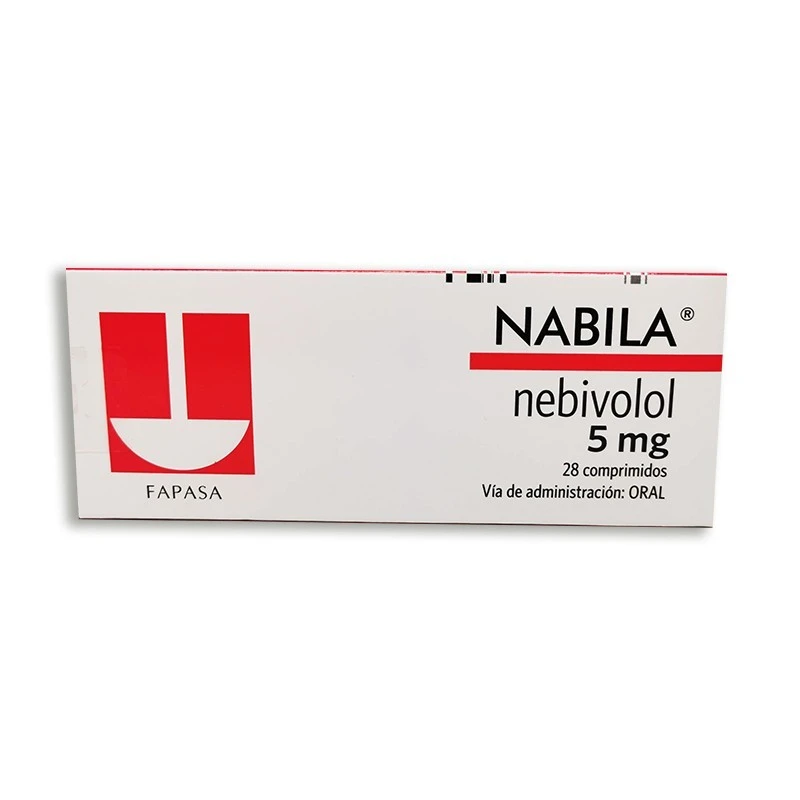 NABILA®
nebivolol
5 mg
28 comprimidos
Vía de administración: ORAL
FAPASA